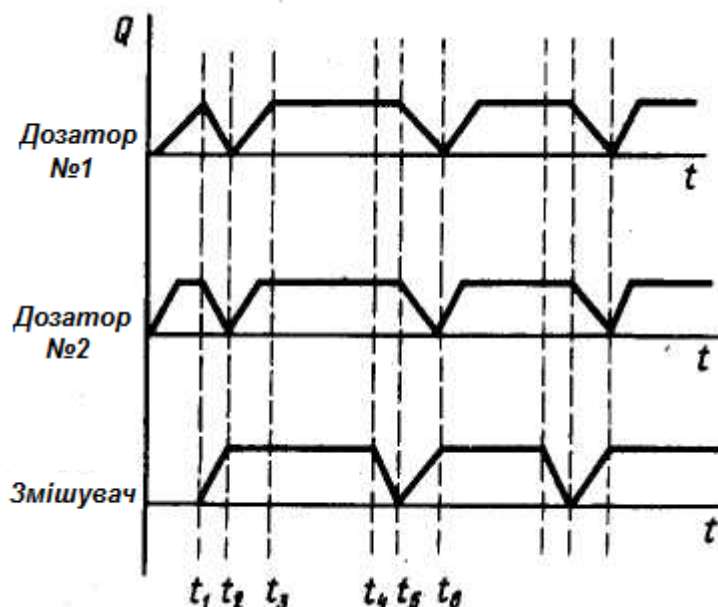 Q
Дозатор
№1
t
Дозатор
№2
t
Змішувач
t
t₁ t₂ t₃ t₄ t₅ t₆